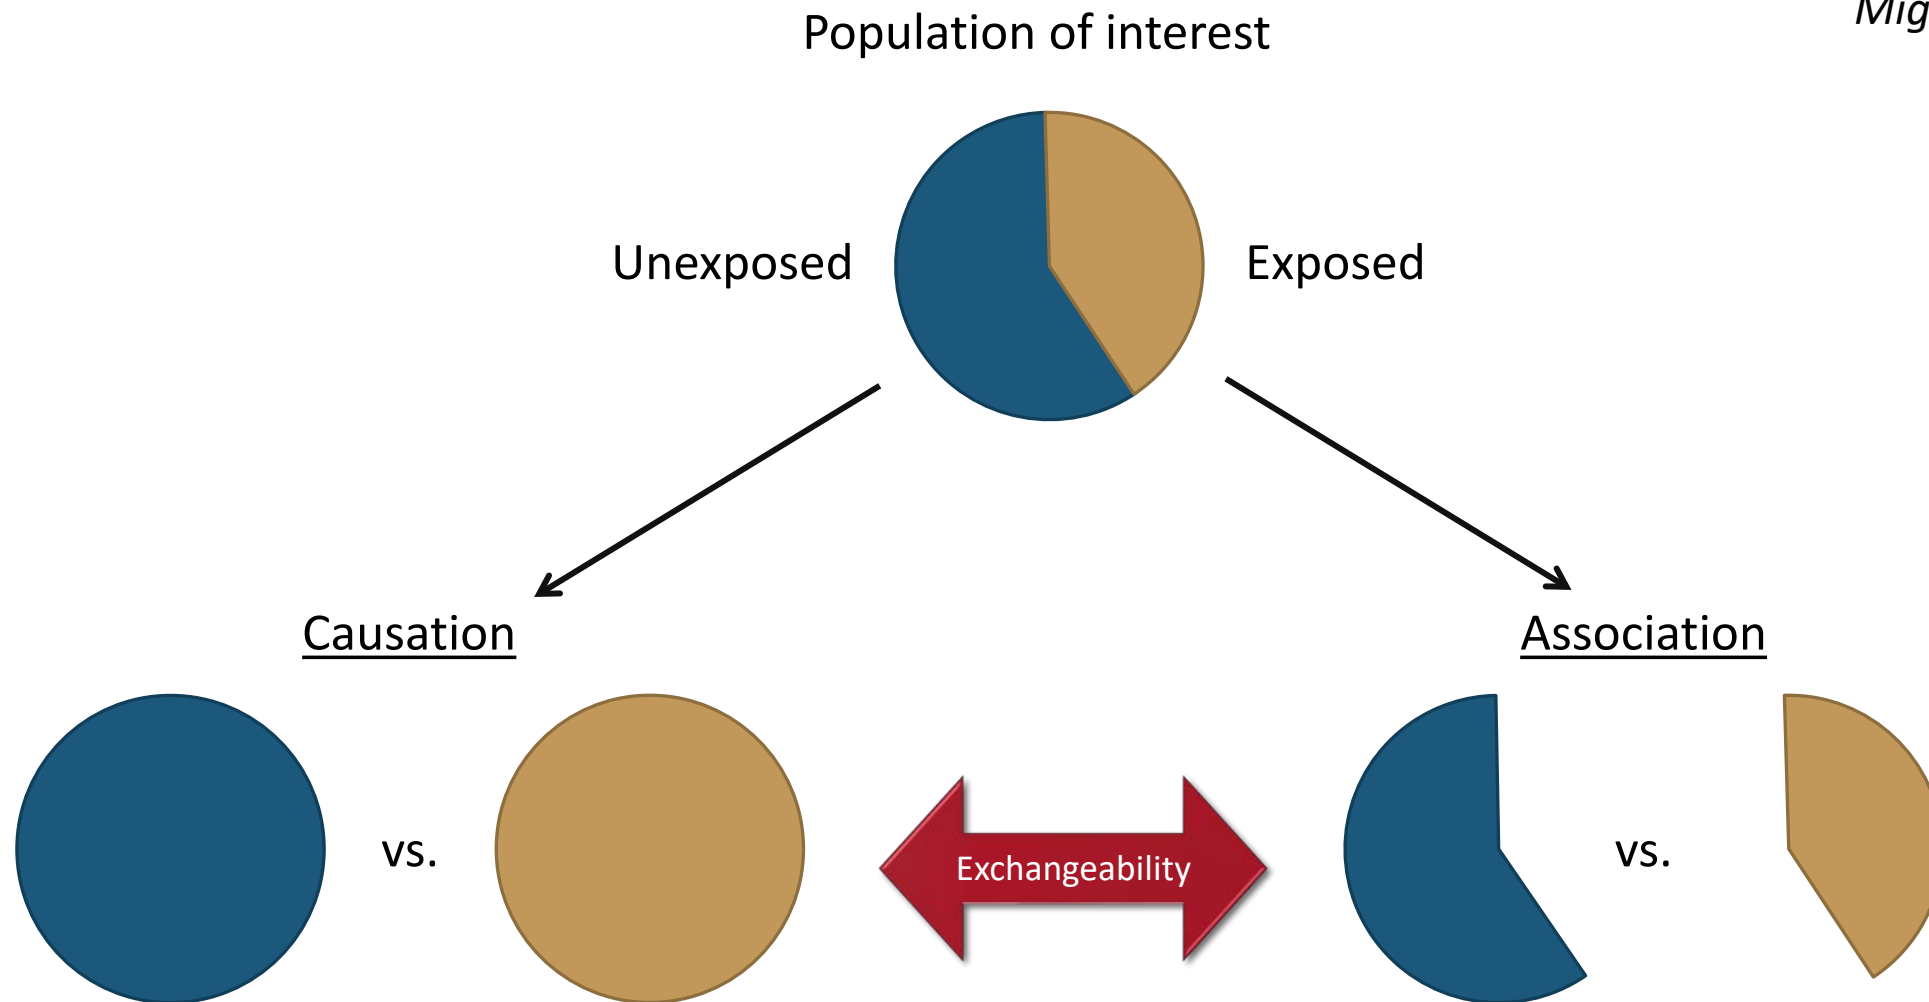 Population of interest
Unexposed
Exposed
Causation
Association
vs.
Exchangeability
vs.